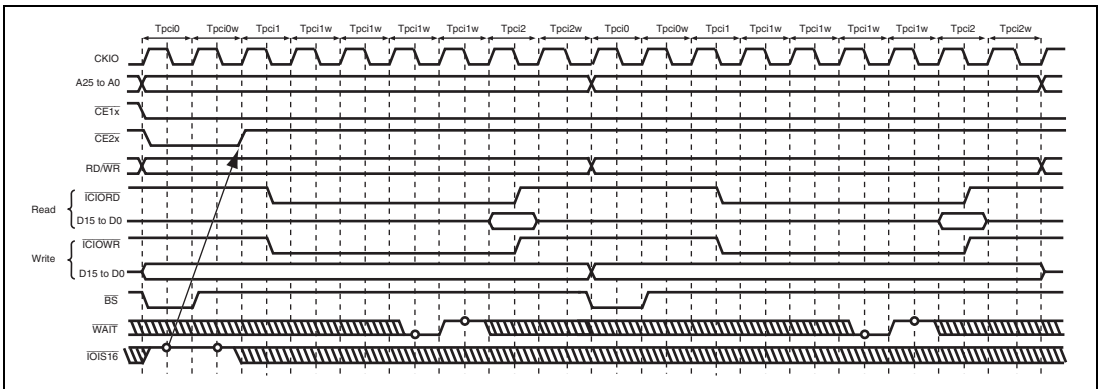 Tpci0 Tpci0w Tpci1 Tpci1w Tpci1w Tpci1w Tpci1w Tpci2 Tpci2w Tpci0 Tpci0w Tpci1 Tpci1w Tpci1w Tpci1w Tpci1w Tpci2 Tpci2w
CKIO
A25 to A0
CE1x
CE2x
RD/WR
ICIORD
Read
D15 to D0
ICIOWR
Write
D15 to D0
BS
WAIT
IOIS16